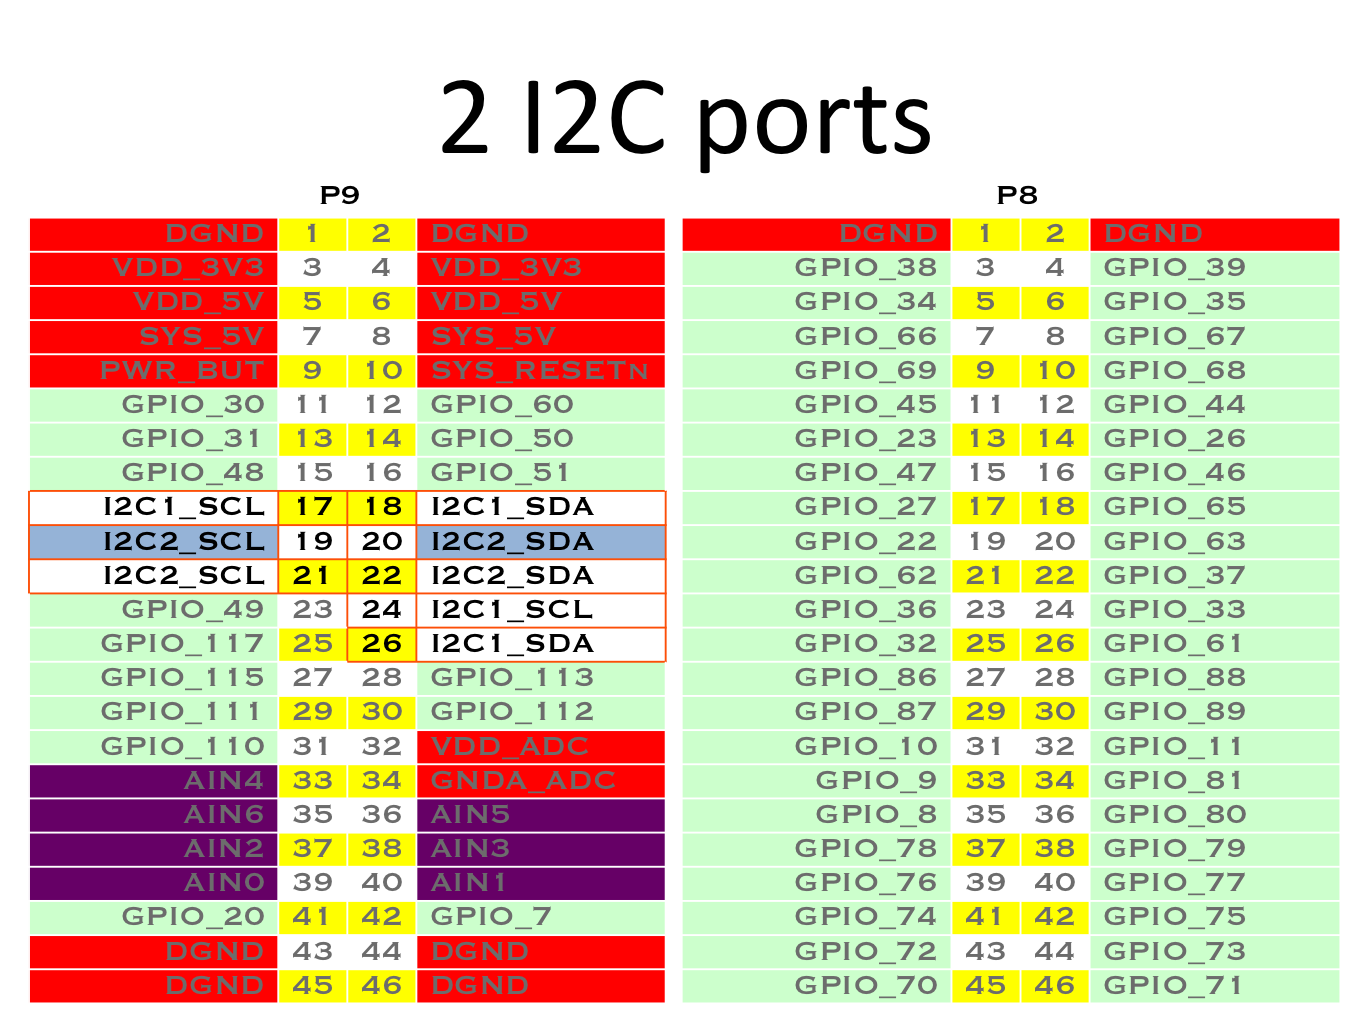 2 I2C ports
P9 P8
DGND 1 2 DGND DGND 1 2 DGND
VDD_3V3 3 4 VDD_3V3 GPIO_38 3 4 GPIO_39
VDD_5V 5 6 VDD_5V GPIO_34 5 6 GPIO_35
SYS_5V 7 8 SYS_5V GPIO_66 7 8 GPIO_67
PWR_BUT 9 10 SYS_RESETN GPIO_69 9 10 GPIO_68
GPIO_30 11 12 GPIO_60 GPIO_45 11 12 GPIO_44
GPIO_31 13 14 GPIO_50 GPIO_23 13 14 GPIO_26
GPIO_48 15 16 GPIO_51 GPIO_47 15 16 GPIO_46
I2C1_SCL 17 18 I2C1_SDA GPIO_27 17 18 GPIO_65
I2C2_SCL 19 20 I2C2_SDA GPIO_22 19 20 GPIO_63
I2C2_SCL 21 22 I2C2_SDA GPIO_62 21 22 GPIO_37
GPIO_49 23 24 I2C1_SCL GPIO_36 23 24 GPIO_33
GPIO_117 25 26 I2C1_SDA GPIO_32 25 26 GPIO_61
GPIO_115 27 28 GPIO_113 GPIO_86 27 28 GPIO_88
GPIO_111 29 30 GPIO_112 GPIO_87 29 30 GPIO_89
GPIO_110 31 32 VDD_ADC GPIO_10 31 32 GPIO_11
AIN4 33 34 GNDA_ADC GPIO_9 33 34 GPIO_81
AIN6 35 36 AIN5 GPIO_8 35 36 GPIO_80
AIN2 37 38 AIN3 GPIO_78 37 38 GPIO_79
AIN0 39 40 AIN1 GPIO_76 39 40 GPIO_77
GPIO_20 41 42 GPIO_7 GPIO_74 41 42 GPIO_75
DGND 43 44 DGND GPIO_72 43 44 GPIO_73
DGND 45 46 DGND GPIO_70 45 46 GPIO_71